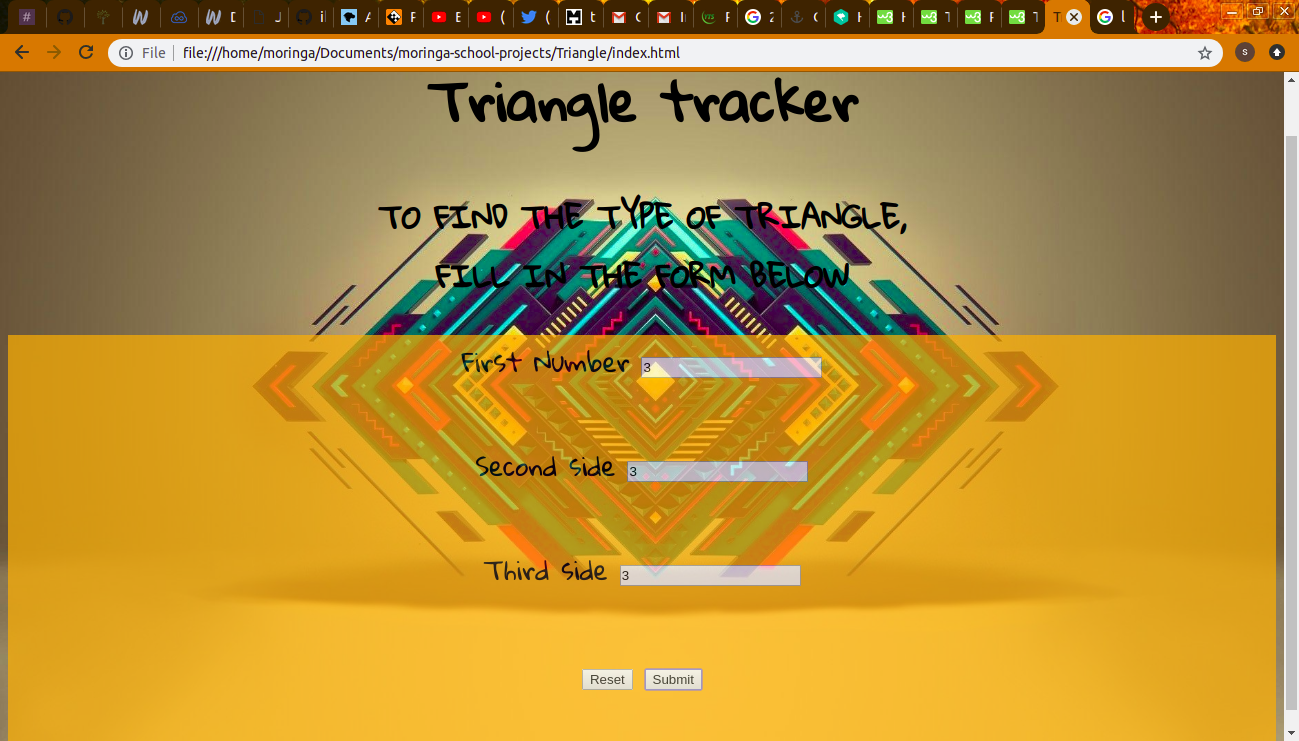 File
file:///home/moringa/Documents/moringa-school-projects/Triangle/index.html
S
Triangle tracker
TO FIND THE TYPE OF TRIANGLE,
FILL IN THE FORM BELOW
First Number 3
Second side 3
Third side 3
Reset Submit